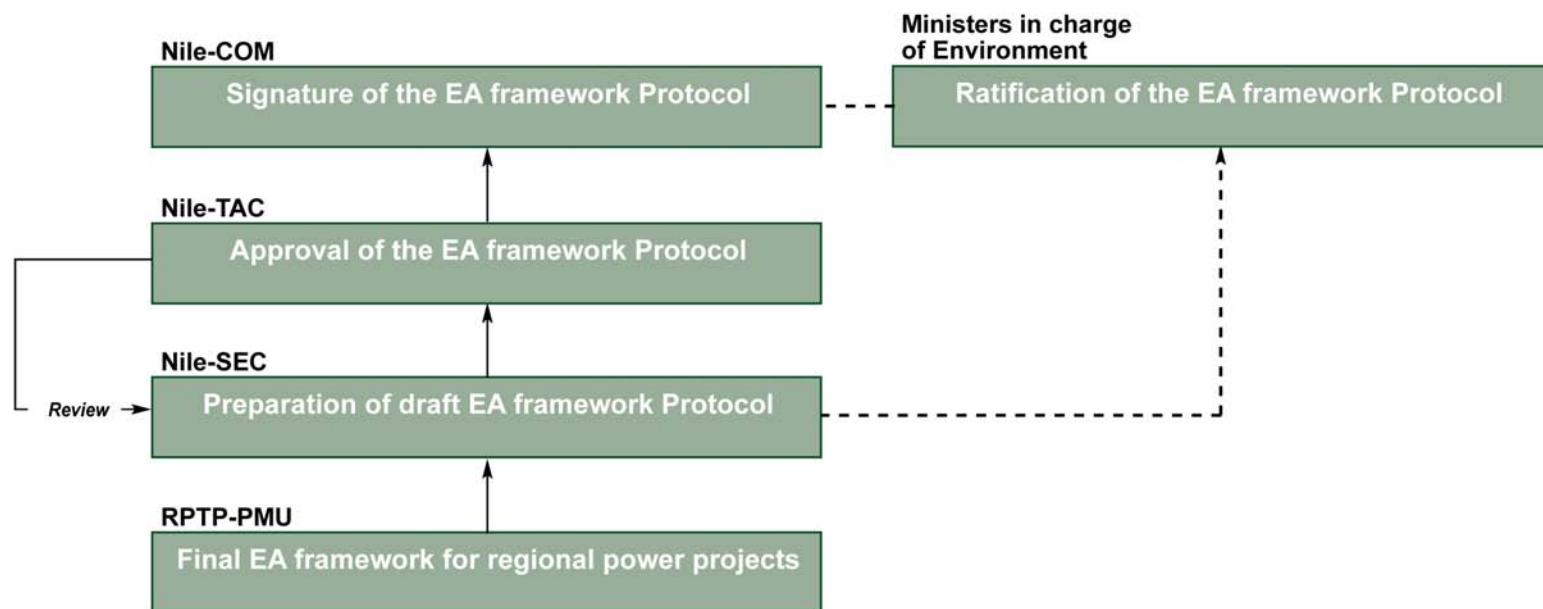 Nile-COM
Signature of the EA framework Protocol
Ministers in charge
of Environment
Ratification of the EA framework Protocol
Nile-TAC
Approval of the EA framework Protocol
Nile-SEC
Review
Preparation of draft EA framework Protocol
RPTP-PMU
Final EA framework for regional power projects